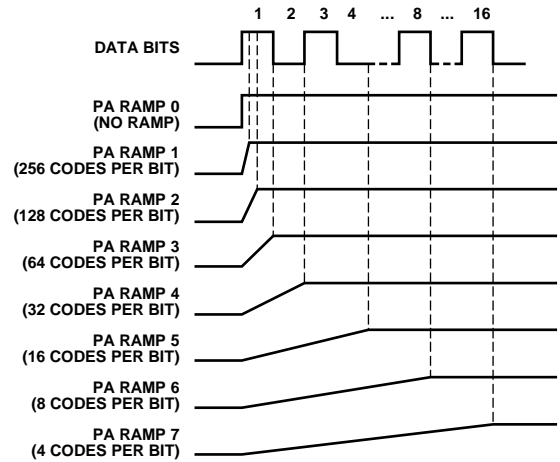 1 2 3 4 ... 8 ... 16
DATA BITS
PA RAMP 0
(NO RAMP)
PA RAMP 1
(256 CODES PER BIT)
PA RAMP 2
(128 CODES PER BIT)
PA RAMP 3
(64 CODES PER BIT)
PA RAMP 4
(32 CODES PER BIT)
PA RAMP 5
(16 CODES PER BIT)
PA RAMP 6
(8 CODES PER BIT)
PA RAMP 7
(4 CODES PER BIT)